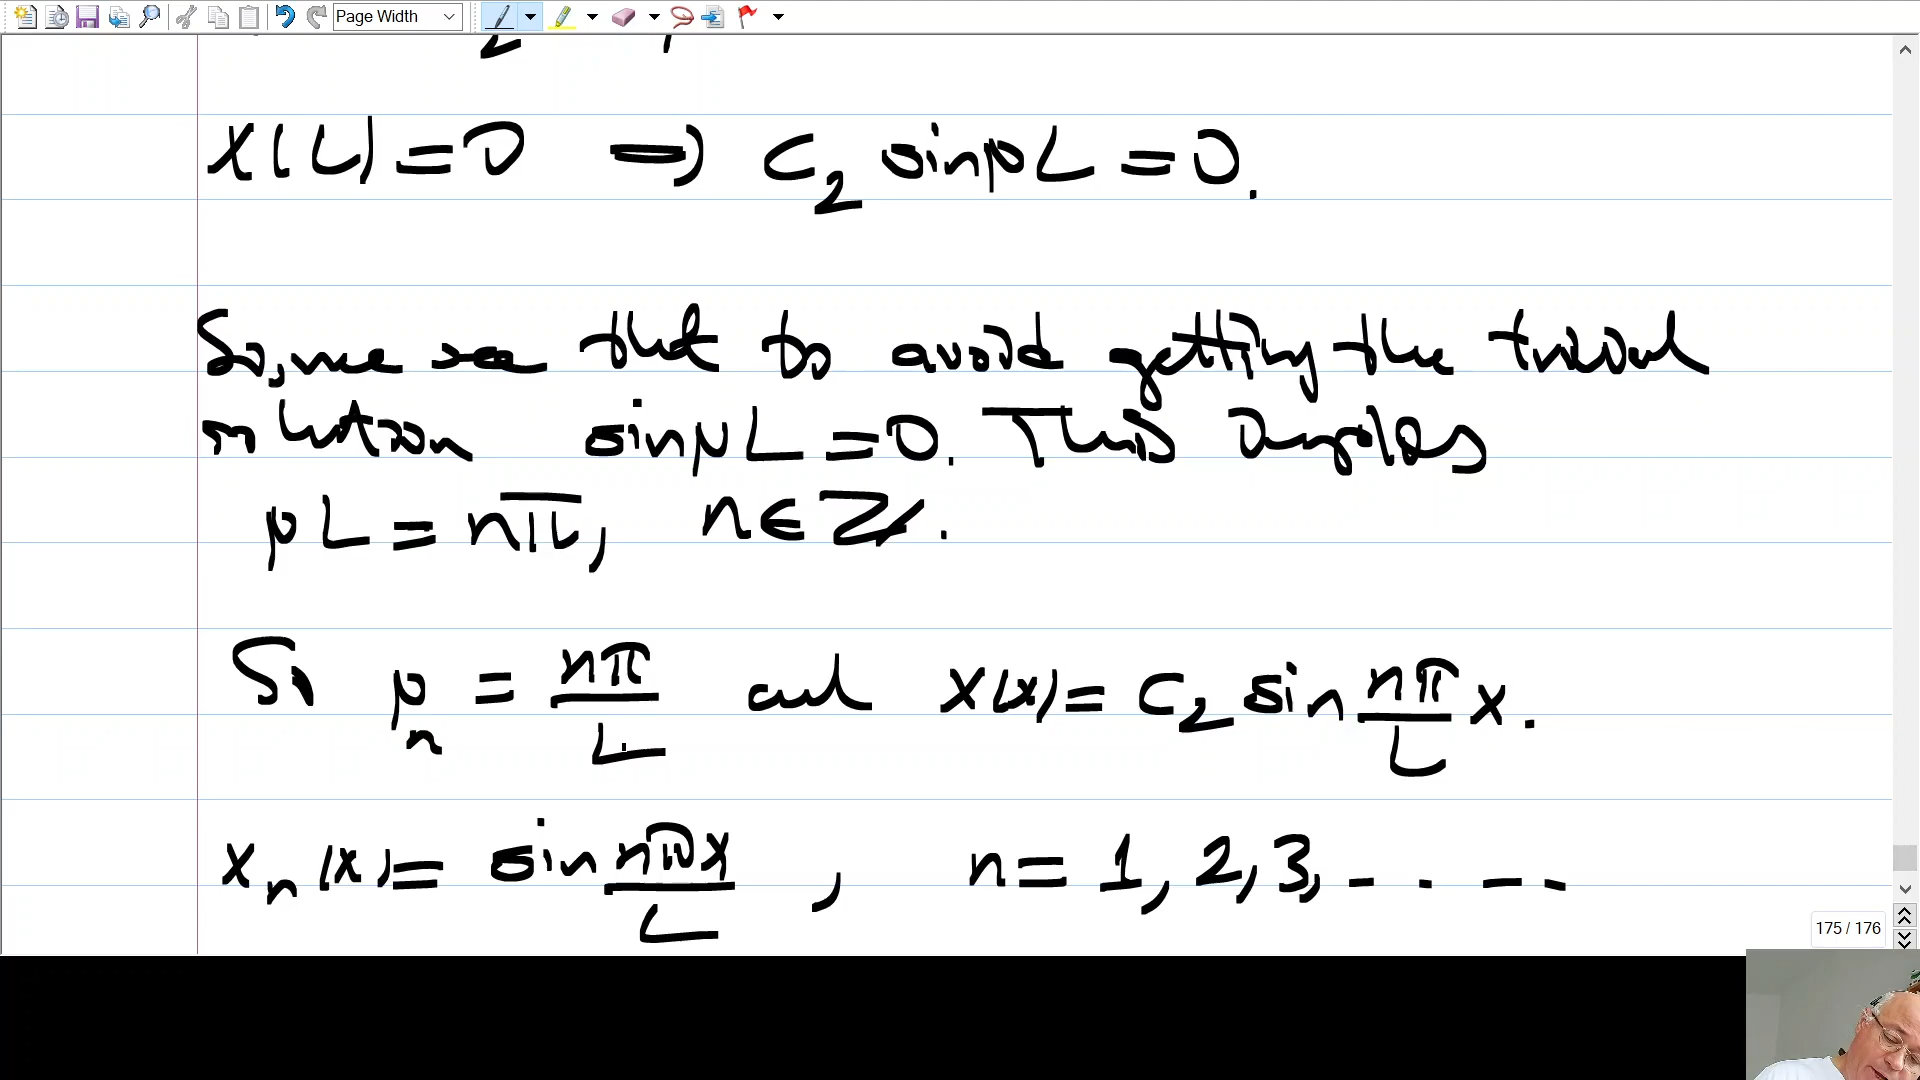 Page Width
2
X(L) = 0 ⟹ C₂ sin pL = 0.
So, we see that to avoid getting the trivial
solution sin pL = 0. This implies
pL = nπ, n ∈ ℤ.
So pₙ = nπ/L and X(x) = C₂ sin nπ/L x.
Xₙ(x) = sin nπx/L , n = 1, 2, 3, - . - .
175 / 176